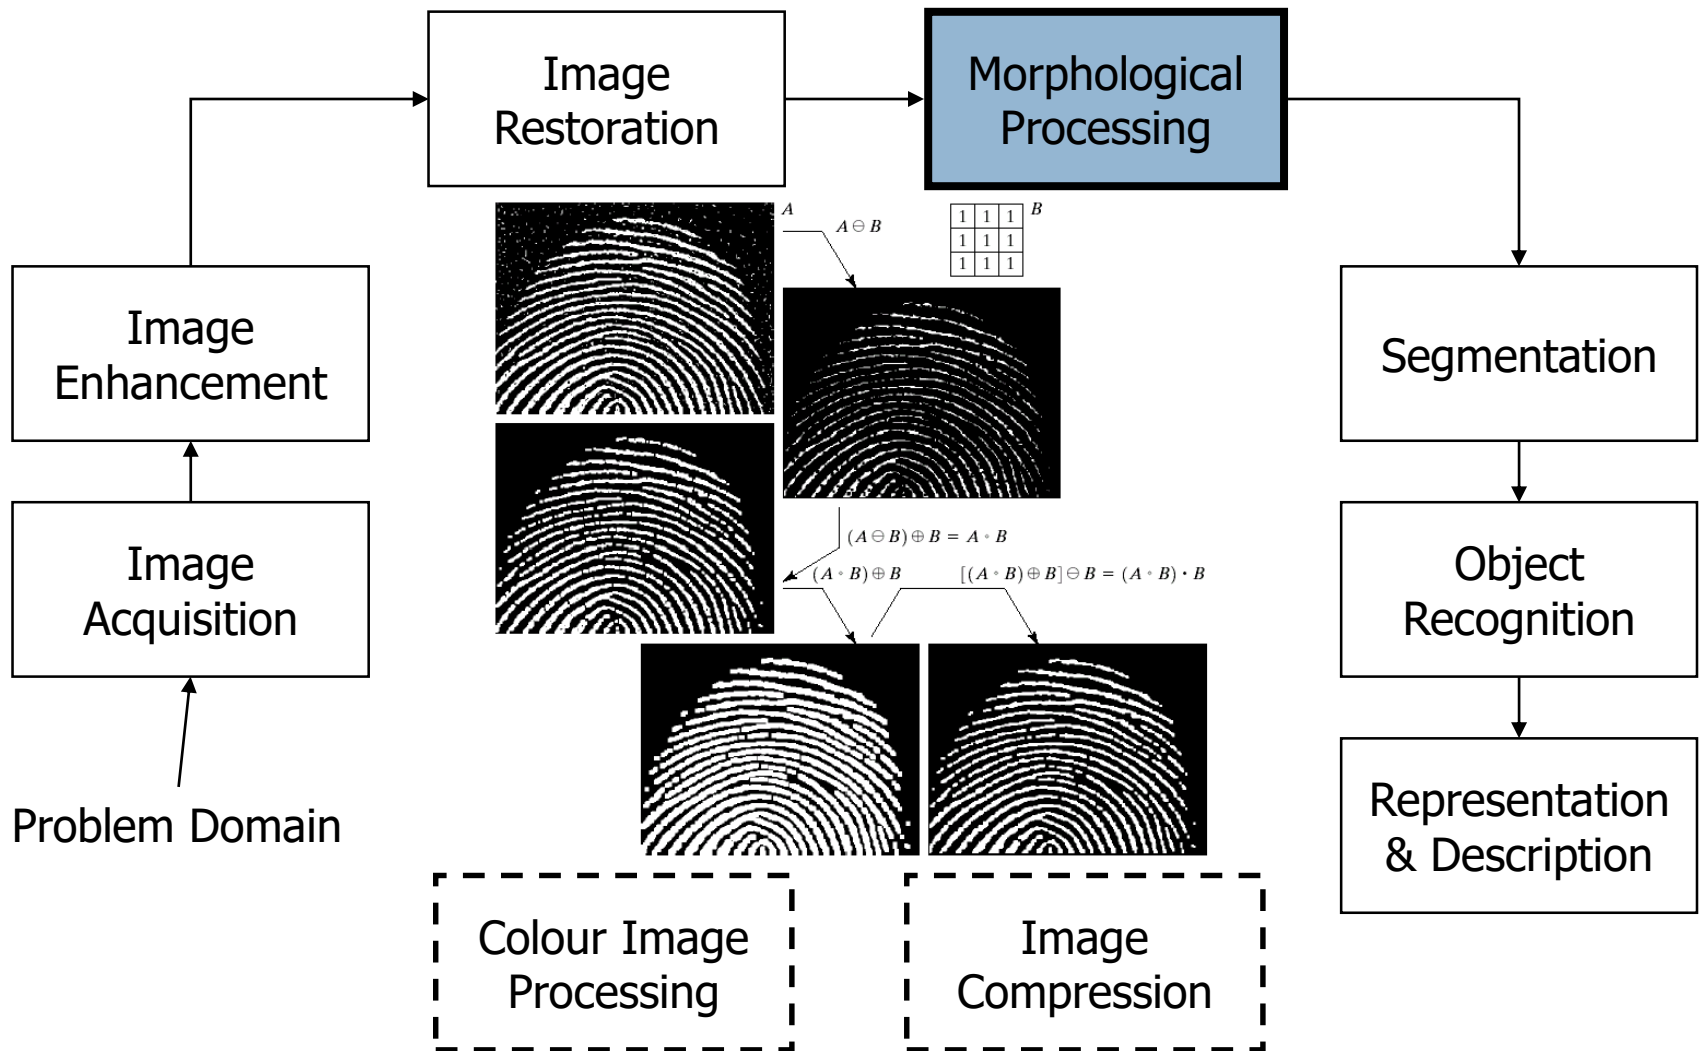 Image
Restoration
Morphological
Processing
A
A ⊖ B
1 1 1
1 1 1
1 1 1
B
Image
Enhancement
Segmentation
(A ⊖ B) ⊕ B = A ∘ B
(A ∘ B) ⊕ B
[(A ∘ B) ⊕ B] ⊖ B = (A ∘ B) • B
Image
Acquisition
Object
Recognition
Problem Domain
Representation
& Description
Colour Image
Processing
Image
Compression